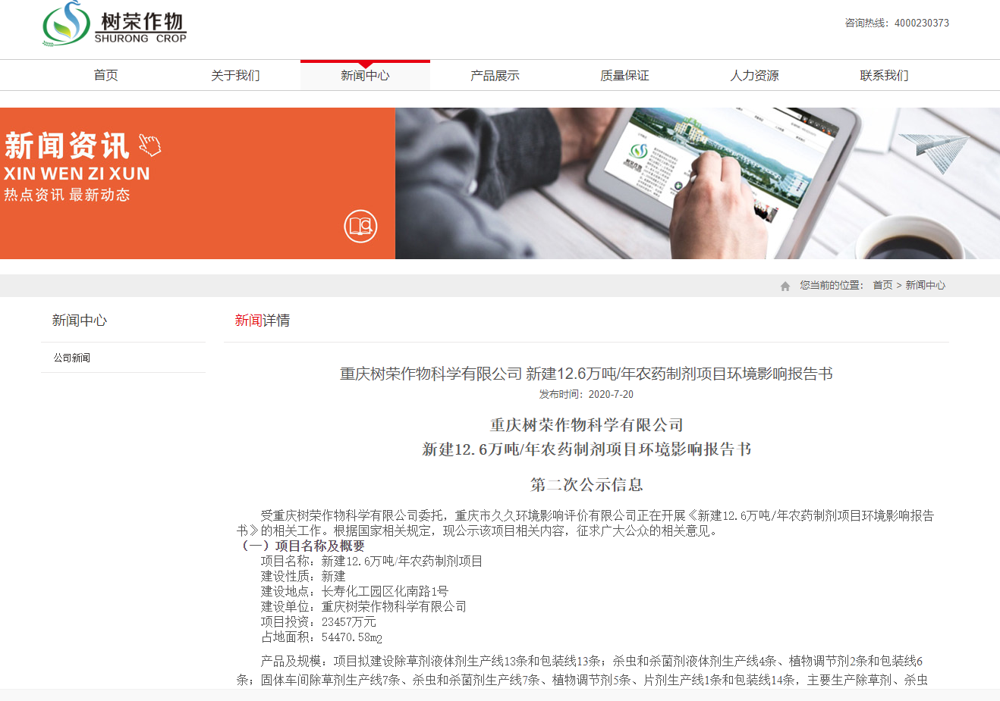 树荣作物
SHURONG CROP
咨询热线：4000230373
首页
关于我们
新闻中心
产品展示
质量保证
人力资源
联系我们
新闻资讯
XIN WEN ZI XUN
热点资讯 最新动态
您当前的位置： 首页 > 新闻中心
新闻中心
公司新闻
新闻详情
重庆树荣作物科学有限公司 新建12.6万吨/年农药制剂项目环境影响报告书
发布时间：2020-7-20
重庆树荣作物科学有限公司
新建12.6万吨/年农药制剂项目环境影响报告书
第二次公示信息
受重庆树荣作物科学有限公司委托，重庆市久久环境影响评价有限公司正在开展《新建12.6万吨/年农药制剂项目环境影响报告
书》的相关工作。根据国家相关规定，现公示该项目相关内容，征求广大公众的相关意见。
（一）项目名称及概要
项目名称：新建12.6万吨/年农药制剂项目
建设性质：新建
建设地点：长寿化工园区化南路1号
建设单位：重庆树荣作物科学有限公司
项目投资：23457万元
占地面积：54470.58m2
产品及规模：项目拟建设除草剂液体剂生产线13条和包装线13条；杀虫和杀菌剂液体剂生产线4条、植物调节剂2条和包装线6
条；固体车间除草剂生产线7条、杀虫和杀菌剂生产线7条、植物调节剂5条、片剂生产线1条和包装线14条，主要生产除草剂、杀虫